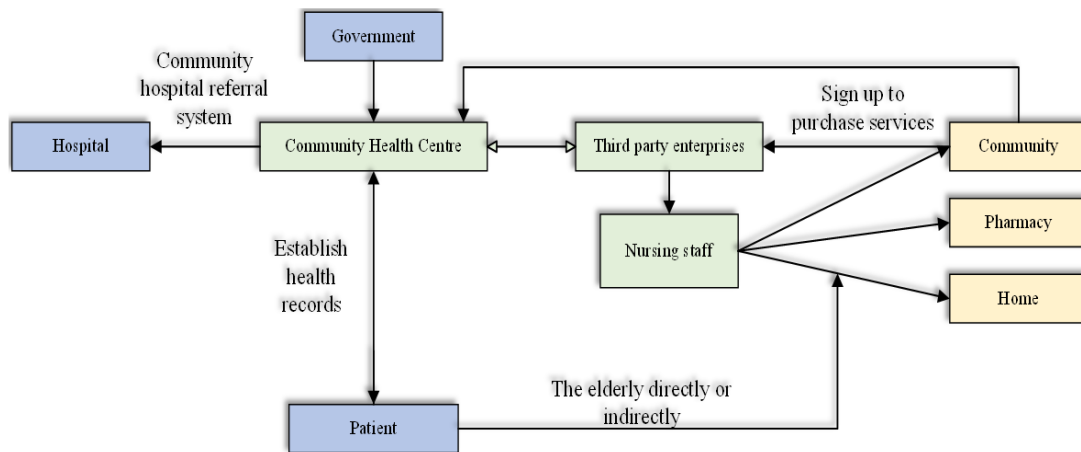 Government
Community
hospital referral
system
Sign up to
purchase services
Hospital
Community Health Centre
Third party enterprises
Community
Nursing staff
Pharmacy
Establish
health
records
Home
The elderly directly or
indirectly
Patient